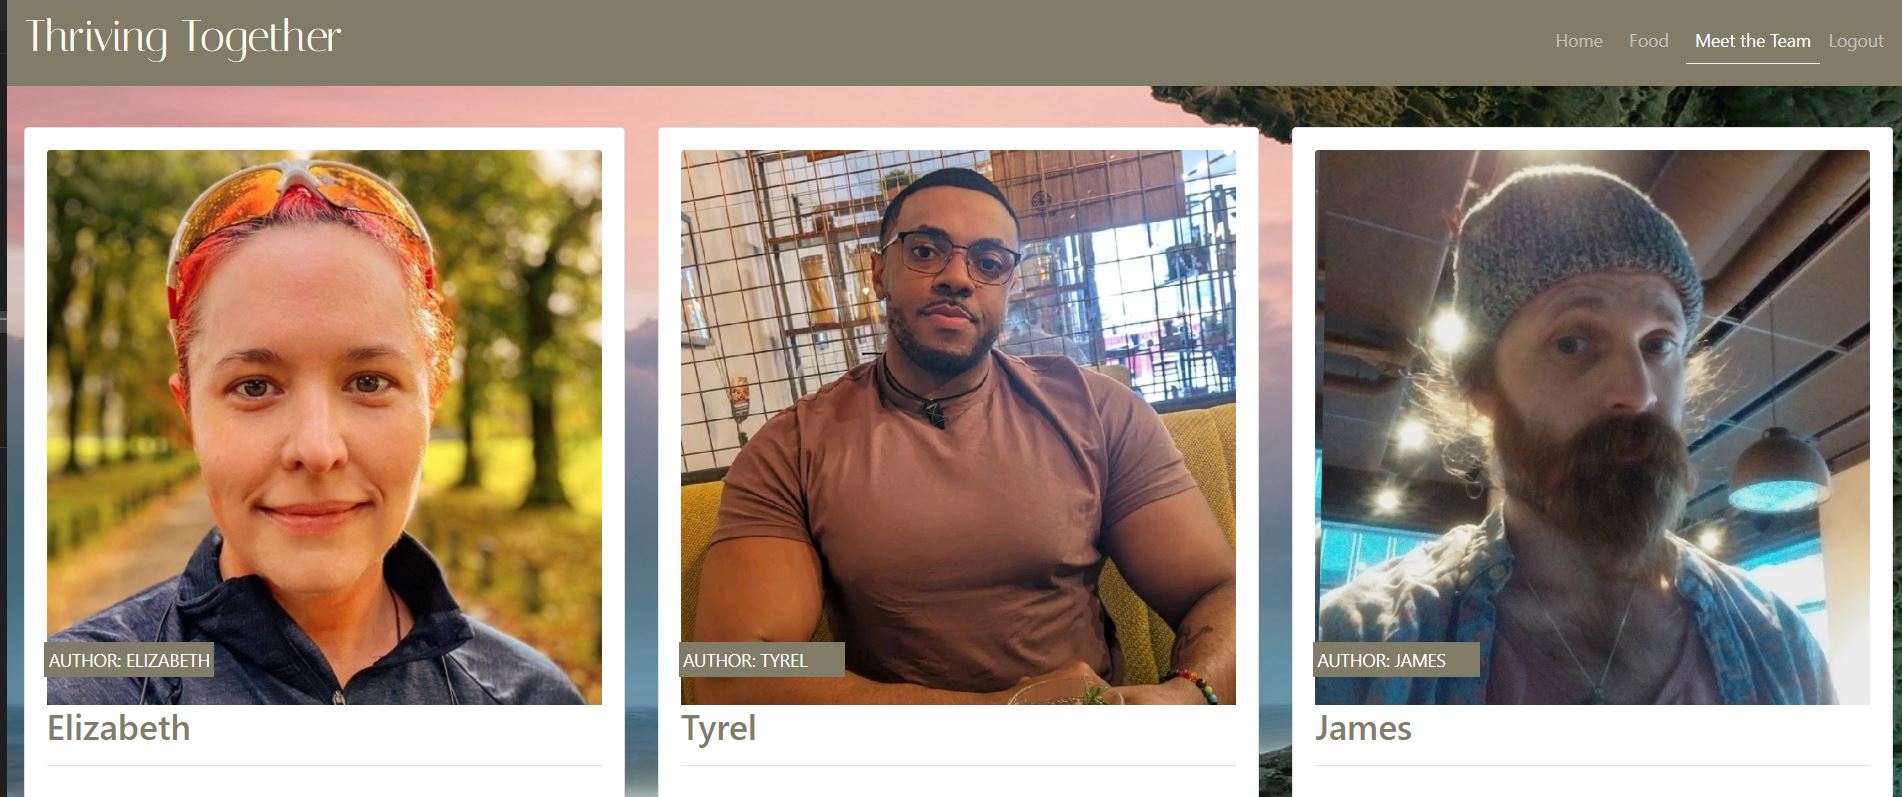 Thriving Together
Home Food Meet the Team Logout
AUTHOR: ELIZABETH
Elizabeth
AUTHOR: TYREL
Tyrel
AUTHOR: JAMES
James